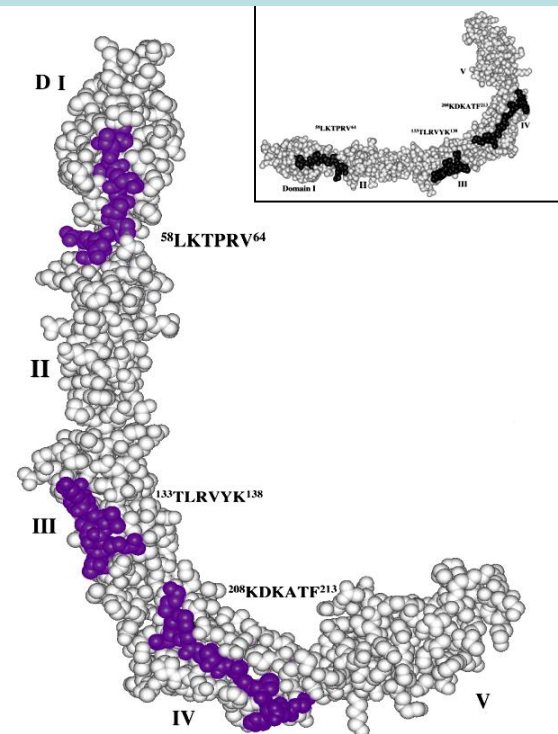 D I
⁵⁸LKTPRV⁶⁴
II
¹³³TLRVYK¹³⁸
III
²⁰⁸KDKATF²¹³
IV
V
V
²⁰⁸KDKATF²¹³
⁵⁸LKTPRV⁶⁴
¹³³TLRVYK¹³⁸
IV
III
Domain I
II